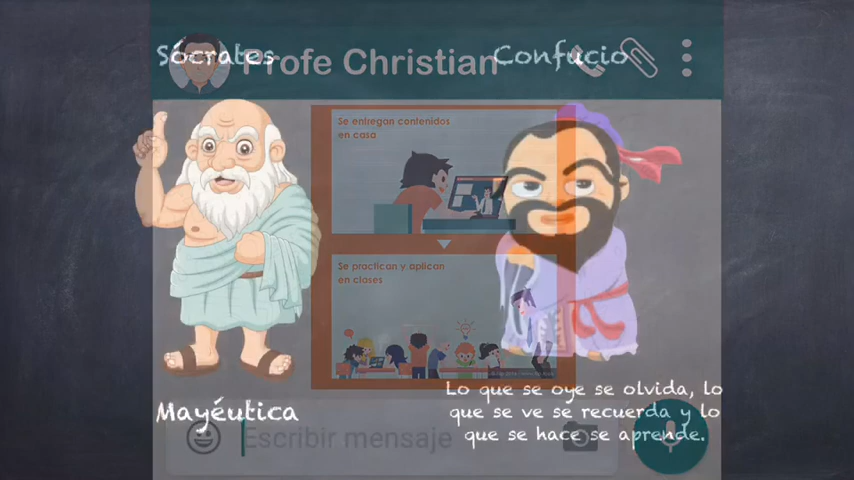 Sócrates
Profe Christian
Confucio
Se entregan contenidos
en casa
Se practican y aplican
en clases
Mayéutica
Lo que se oye se olvida, lo
que se ve se recuerda y lo
que se hace se aprende.
Escribir mensaje